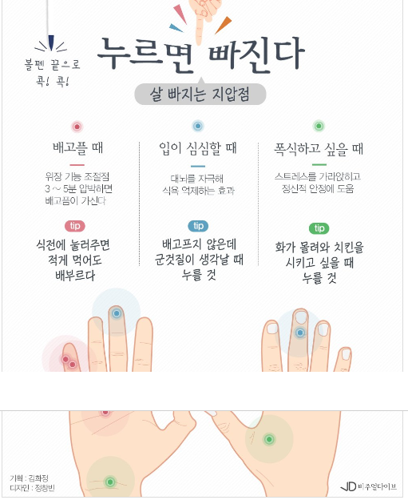 누르면 빠진다
볼펜 끝으로
콕! 콕!
살 빠지는 지압점
배고플 때
위장 기능 조절점
3 ~ 5분 압박하면
배고픔이 가신다
tip
식전에 눌러주면
적게 먹어도
배부르다
입이 심심할 때
대뇌를 자극해
식욕 억제하는 효과
tip
배고프지 않은데
군것질이 생각날 때
누를 것
폭식하고 싶을 때
스트레스를 가라앉히고
정신적 안정에 도움
tip
화가 몰려와 치킨을
시키고 싶을 때
누를 것
기획 : 김화정
디자인 : 정장빈
비주얼다이브